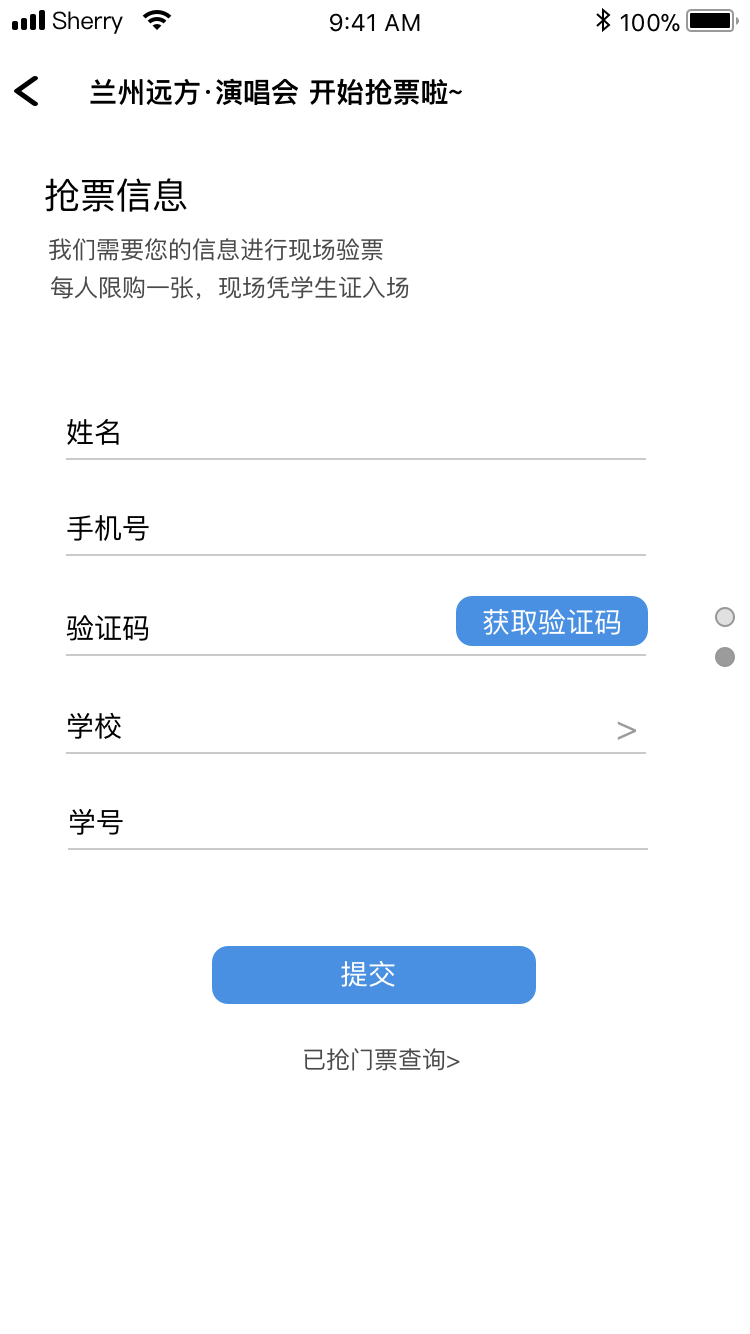 Sherry 9:41 AM 100%
兰州远方·演唱会 开始抢票啦~
抢票信息
我们需要您的信息进行现场验票
每人限购一张，现场凭学生证入场
姓名
手机号
验证码 获取验证码
学校 >
学号
提交
已抢门票查询>